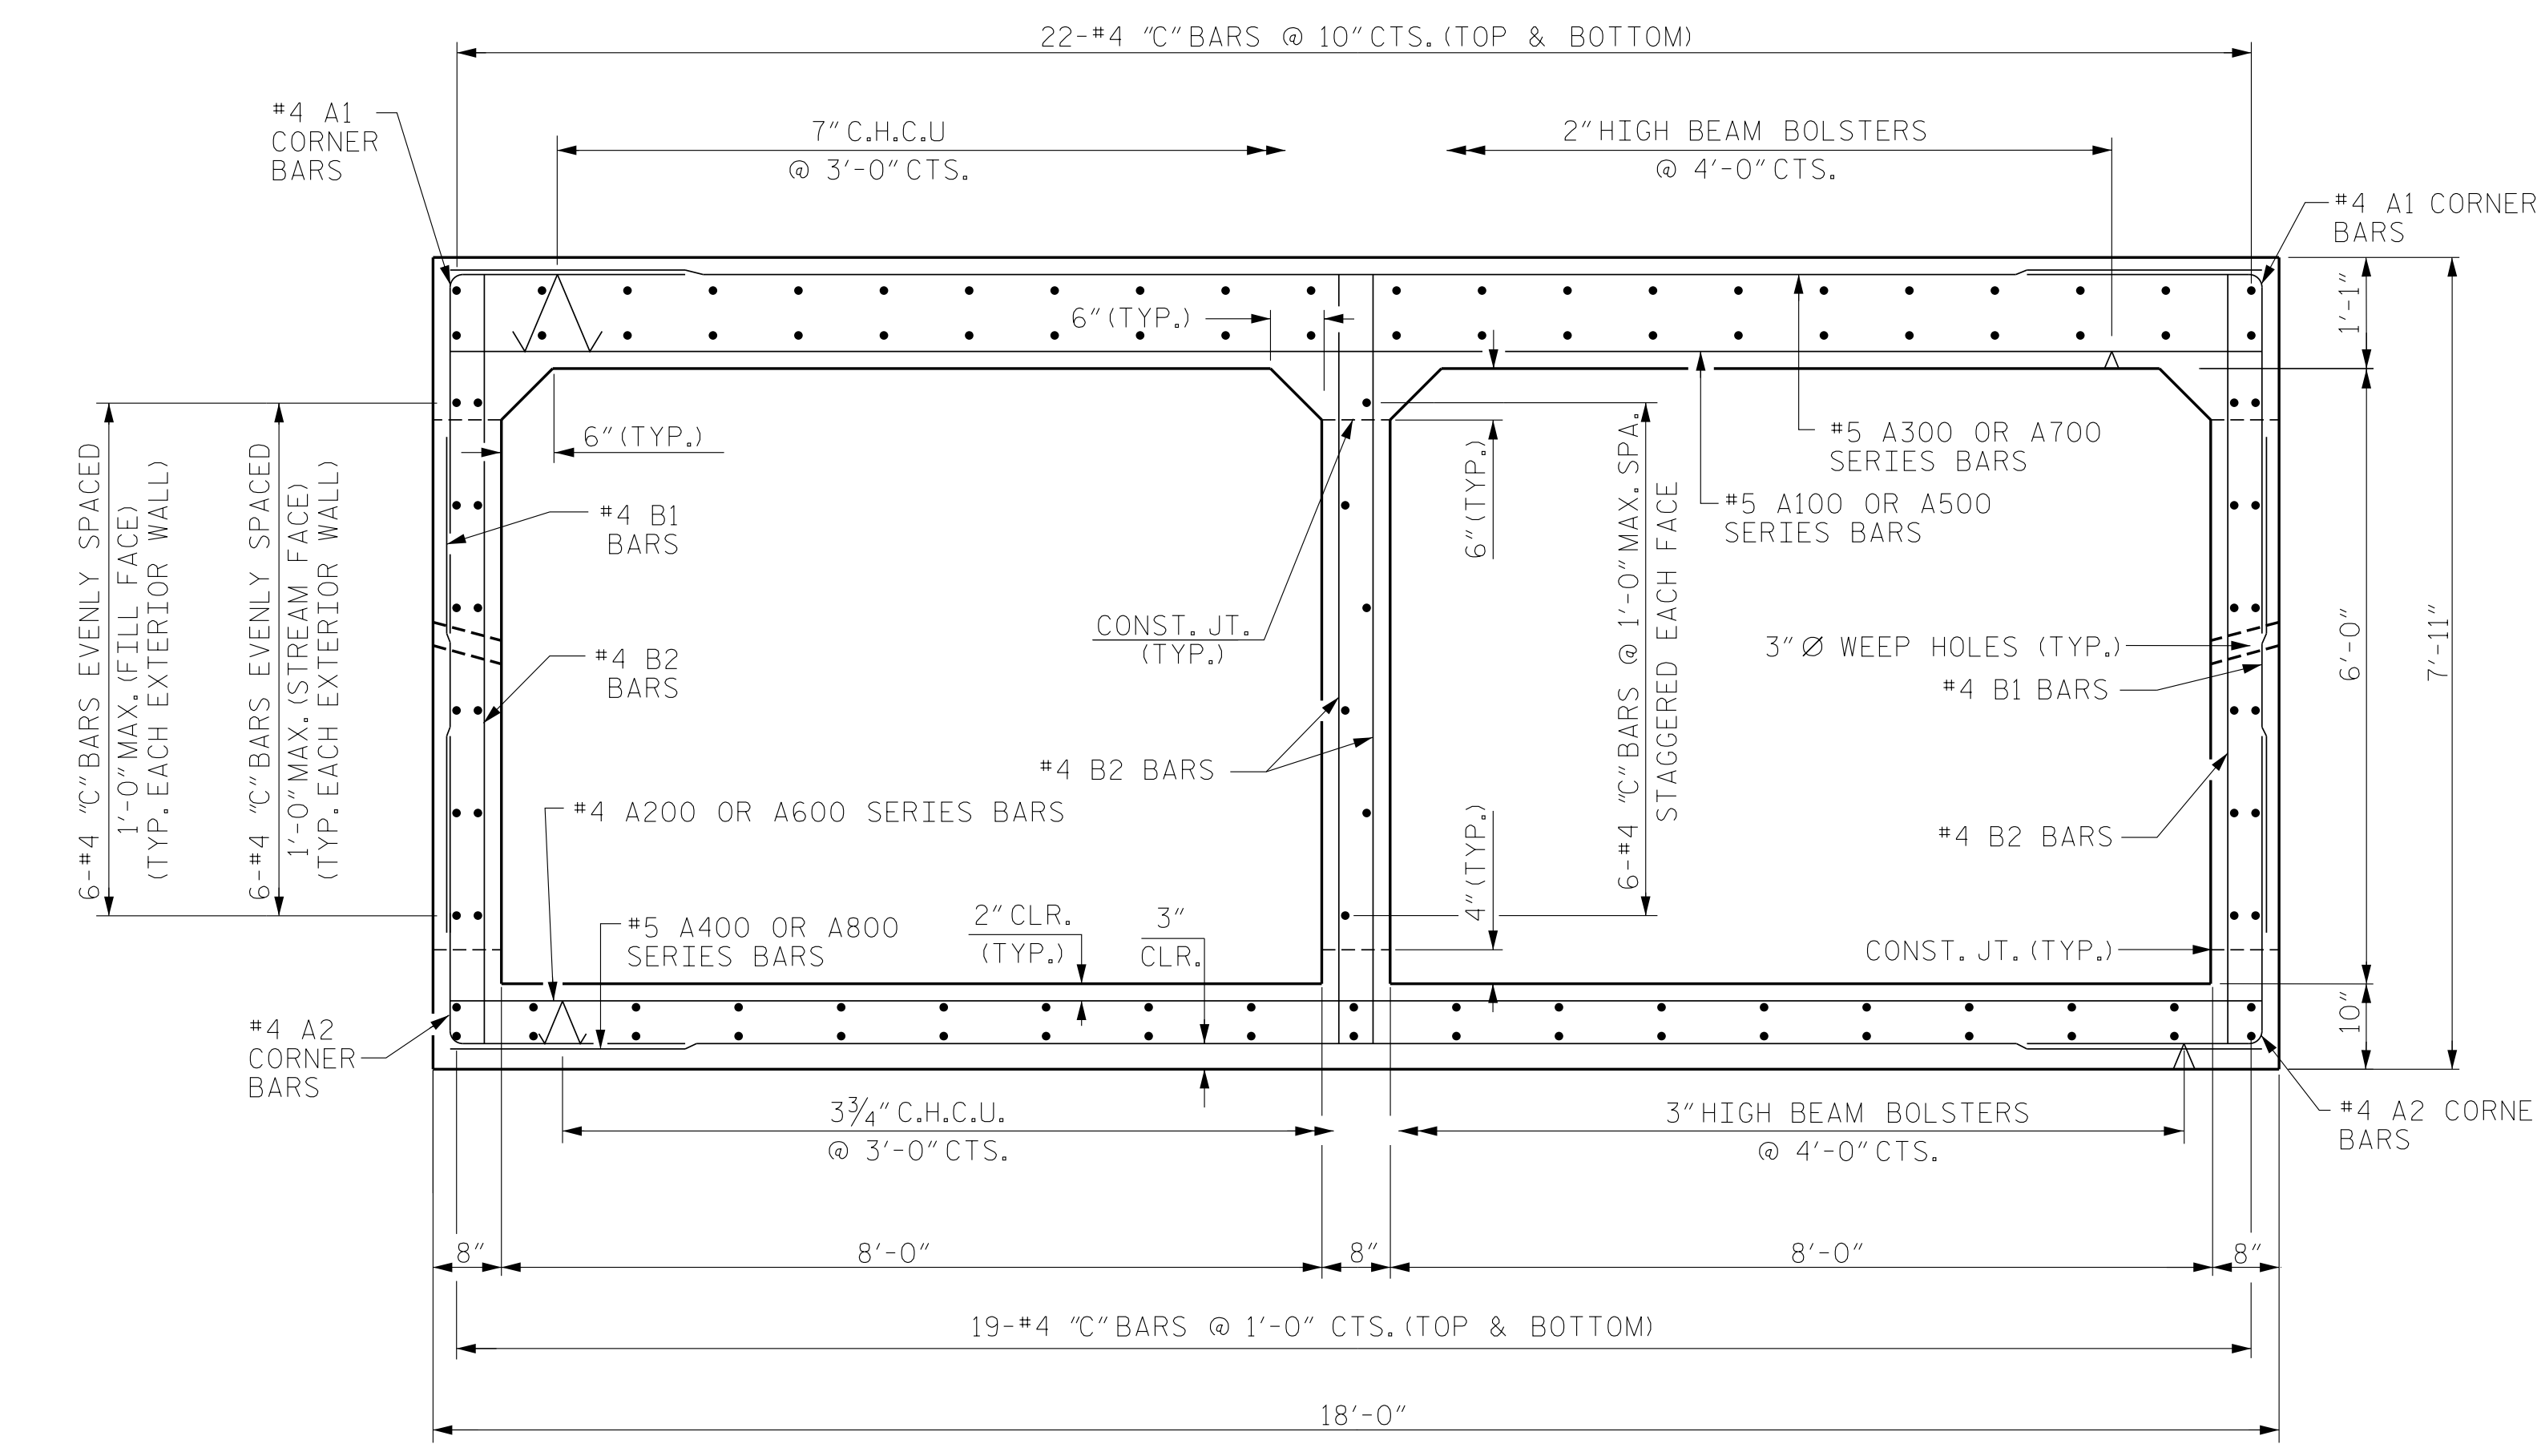 22-#4 "C" BARS @ 10" CTS. (TOP & BOTTOM)
#4 A1
CORNER
BARS
7" C.H.C.U
@ 3'-0" CTS.
2" HIGH BEAM BOLSTERS
@ 4'-0" CTS.
#4 A1 CORNER
BARS
6" (TYP.)
1'-1"
6" (TYP.)
#5 A300 OR A700
SERIES BARS
#5 A100 OR A500
SERIES BARS
6" (TYP.)
6-#4 "C" BARS @ 1'-0" MAX. SPA.
STAGGERED EACH FACE
6-#4 "C" BARS EVENLY SPACED
1'-0" MAX. (FILL FACE)
(TYP. EACH EXTERIOR WALL)
6-#4 "C" BARS EVENLY SPACED
1'-0" MAX. (STREAM FACE)
(TYP. EACH EXTERIOR WALL)
#4 B1
BARS
CONST. JT.
(TYP.)
#4 B2
BARS
3" Ø WEEP HOLES (TYP.)
#4 B1 BARS
6'-0"
7'-11"
#4 B2 BARS
#4 A200 OR A600 SERIES BARS
#4 B2 BARS
4" (TYP.)
#5 A400 OR A800
SERIES BARS
2" CLR.
(TYP.)
3"
CLR.
CONST. JT. (TYP.)
10"
#4 A2
CORNER
BARS
3 3/4" C.H.C.U.
@ 3'-0" CTS.
3" HIGH BEAM BOLSTERS
@ 4'-0" CTS.
#4 A2 CORNE
BARS
8"
8'-0"
8"
8'-0"
8"
19-#4 "C" BARS @ 1'-0" CTS. (TOP & BOTTOM)
18'-0"